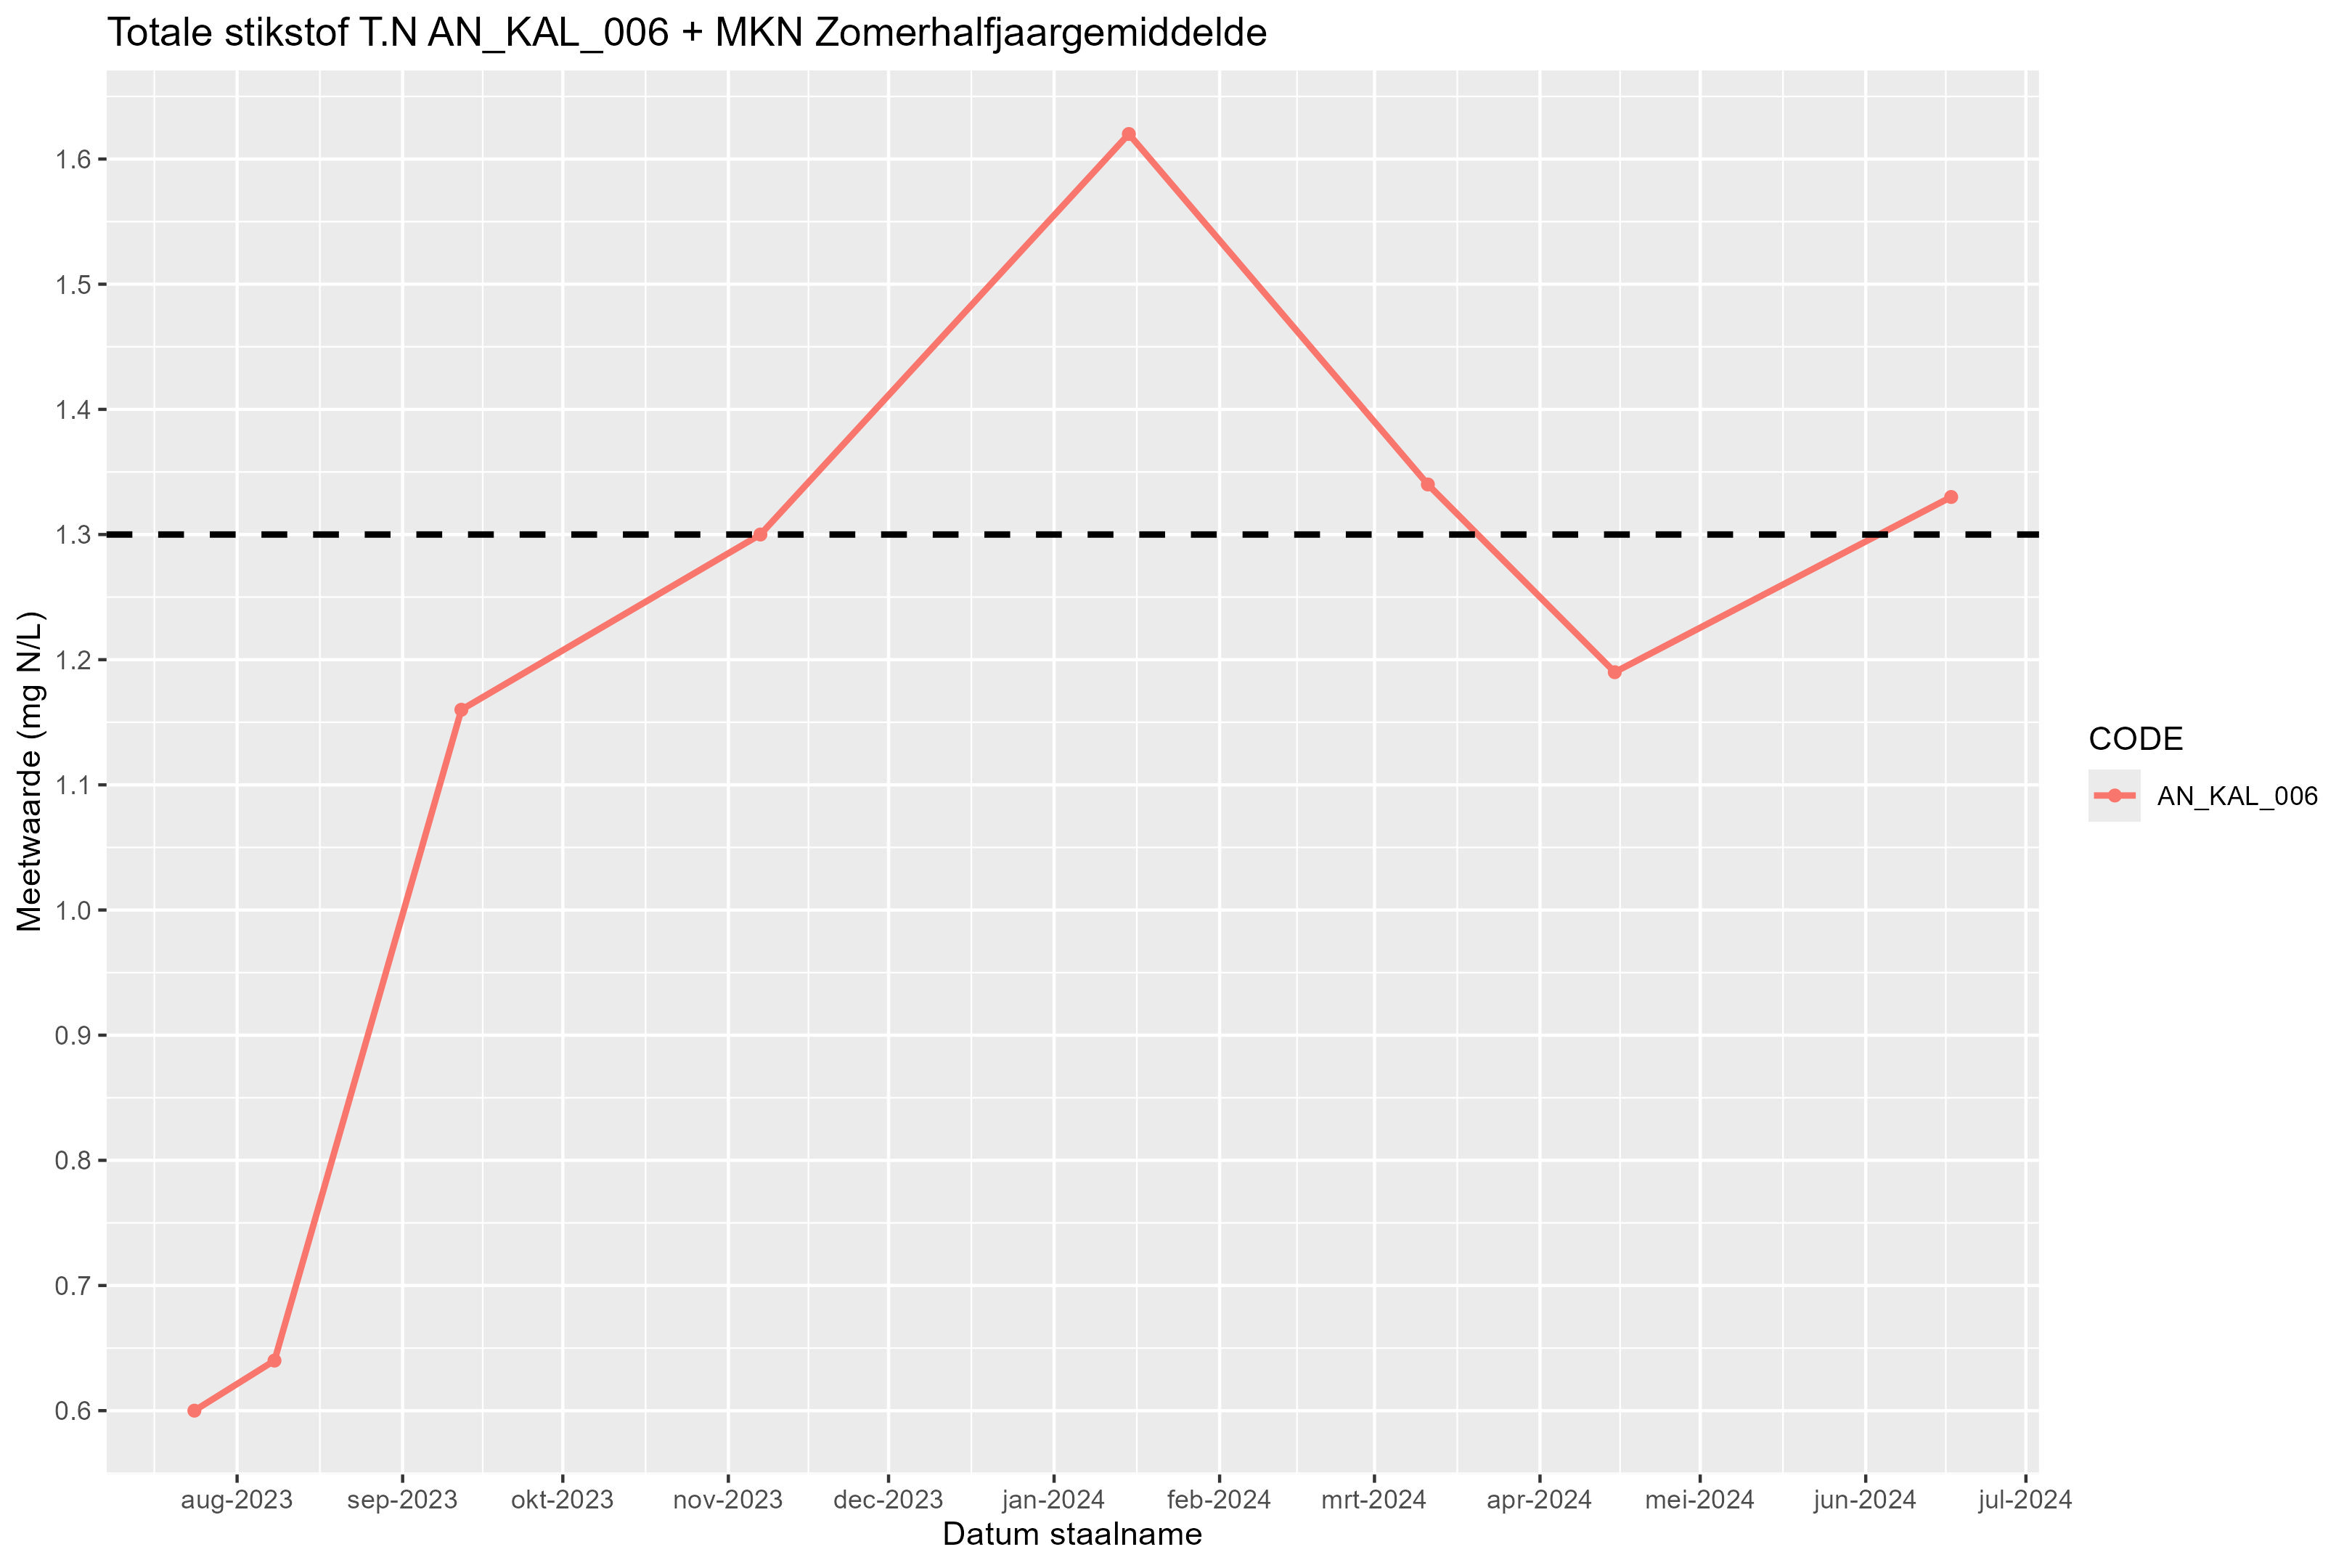 Totale stikstof T.N AN_KAL_006 + MKN Zomerhalfjaargemiddelde
Meetwaarde (mg N/L)
1.6
1.5
1.4
1.3
1.2
1.1
1.0
0.9
0.8
0.7
0.6
aug-2023 sep-2023 okt-2023 nov-2023 dec-2023 jan-2024 feb-2024 mrt-2024 apr-2024 mei-2024 jun-2024 jul-2024
Datum staalname
CODE
AN_KAL_006